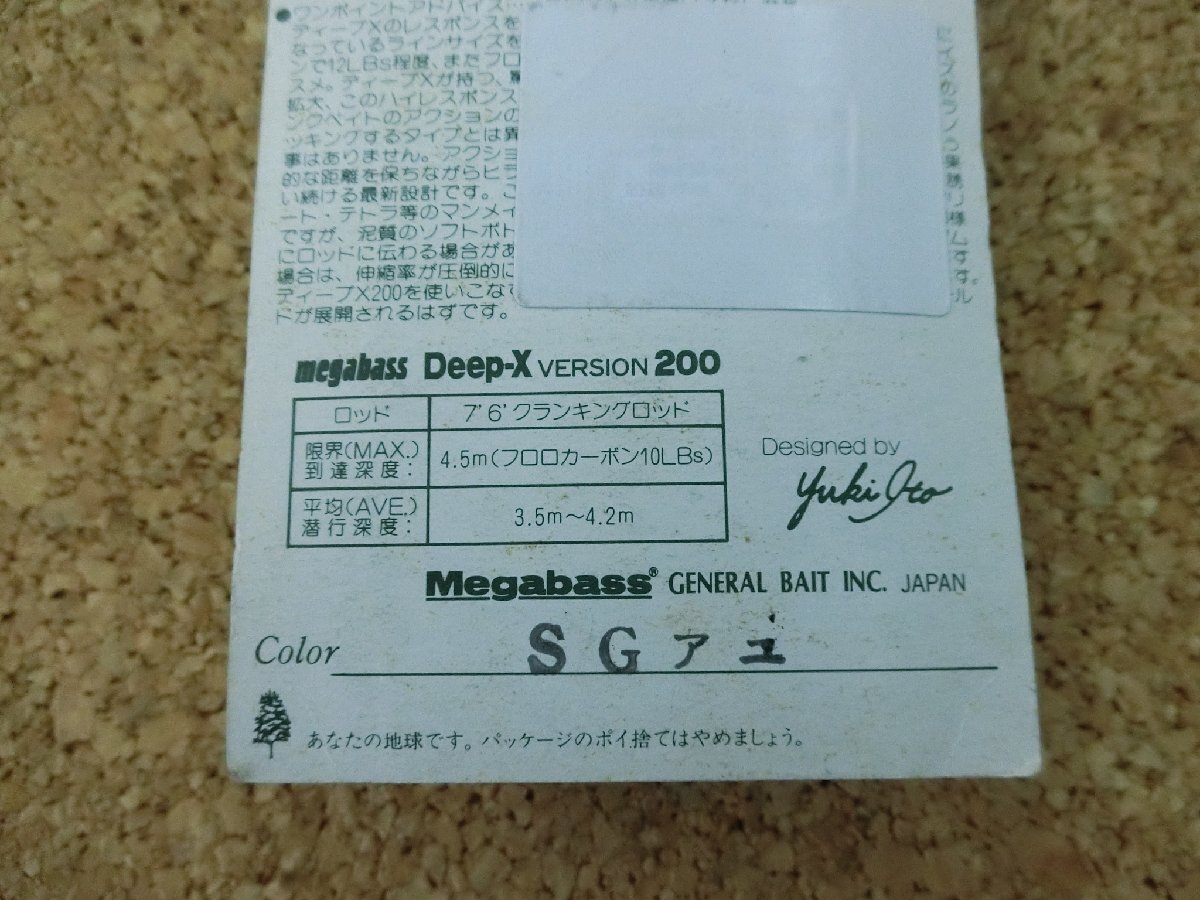 ●ワンポイントアドバイス…
ディープXのレスポンスを
なっているラインサイズを
ンで12LBs程度、またフロ
スメ。ディープXが持つ、
拡大、このハイレスポンス
ンクベイトのアクションの
ッキングするタイプとは異
事はありません。アクショ
的な距離を保ちながらヒラ
い続ける最新設計です。こ
ート・テトラ等のマンメイ
ですが、泥質のソフトボト
にロッドに伝わる場合があ
場合は、伸縮率が圧倒的に
ディープX200を使いこなで
ドが展開されるはずです。
megabass Deep-X VERSION 200
ロッド 7'6'クランキングロッド
限界(MAX.)
到達深度: 4.5m(フロロカーボン10LBs)
平均(AVE.)
潜行深度: 3.5m〜4.2m
Designed by
Yuki Ito
Megabass® GENERAL BAIT INC. JAPAN
Color SGアユ
あなたの地球です。パッケージのポイ捨てはやめましょう。